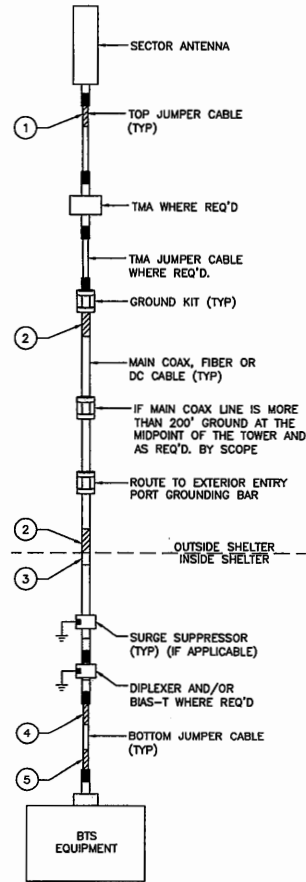 SECTOR ANTENNA
1
TOP JUMPER CABLE
(TYP)
TMA WHERE REQ'D
TMA JUMPER CABLE
WHERE REQ'D.
GROUND KIT (TYP)
2
MAIN COAX, FIBER OR
DC CABLE (TYP)
IF MAIN COAX LINE IS MORE
THAN 200' GROUND AT THE
MIDPOINT OF THE TOWER AND
AS REQ'D. BY SCOPE
ROUTE TO EXTERIOR ENTRY
PORT GROUNDING BAR
2
OUTSIDE SHELTER
INSIDE SHELTER
3
SURGE SUPPRESSOR
(TYP) (IF APPLICABLE)
DIPLEXER AND/OR
BIAS-T WHERE REQ'D
4
BOTTOM JUMPER CABLE
(TYP)
5
BTS
EQUIPMENT